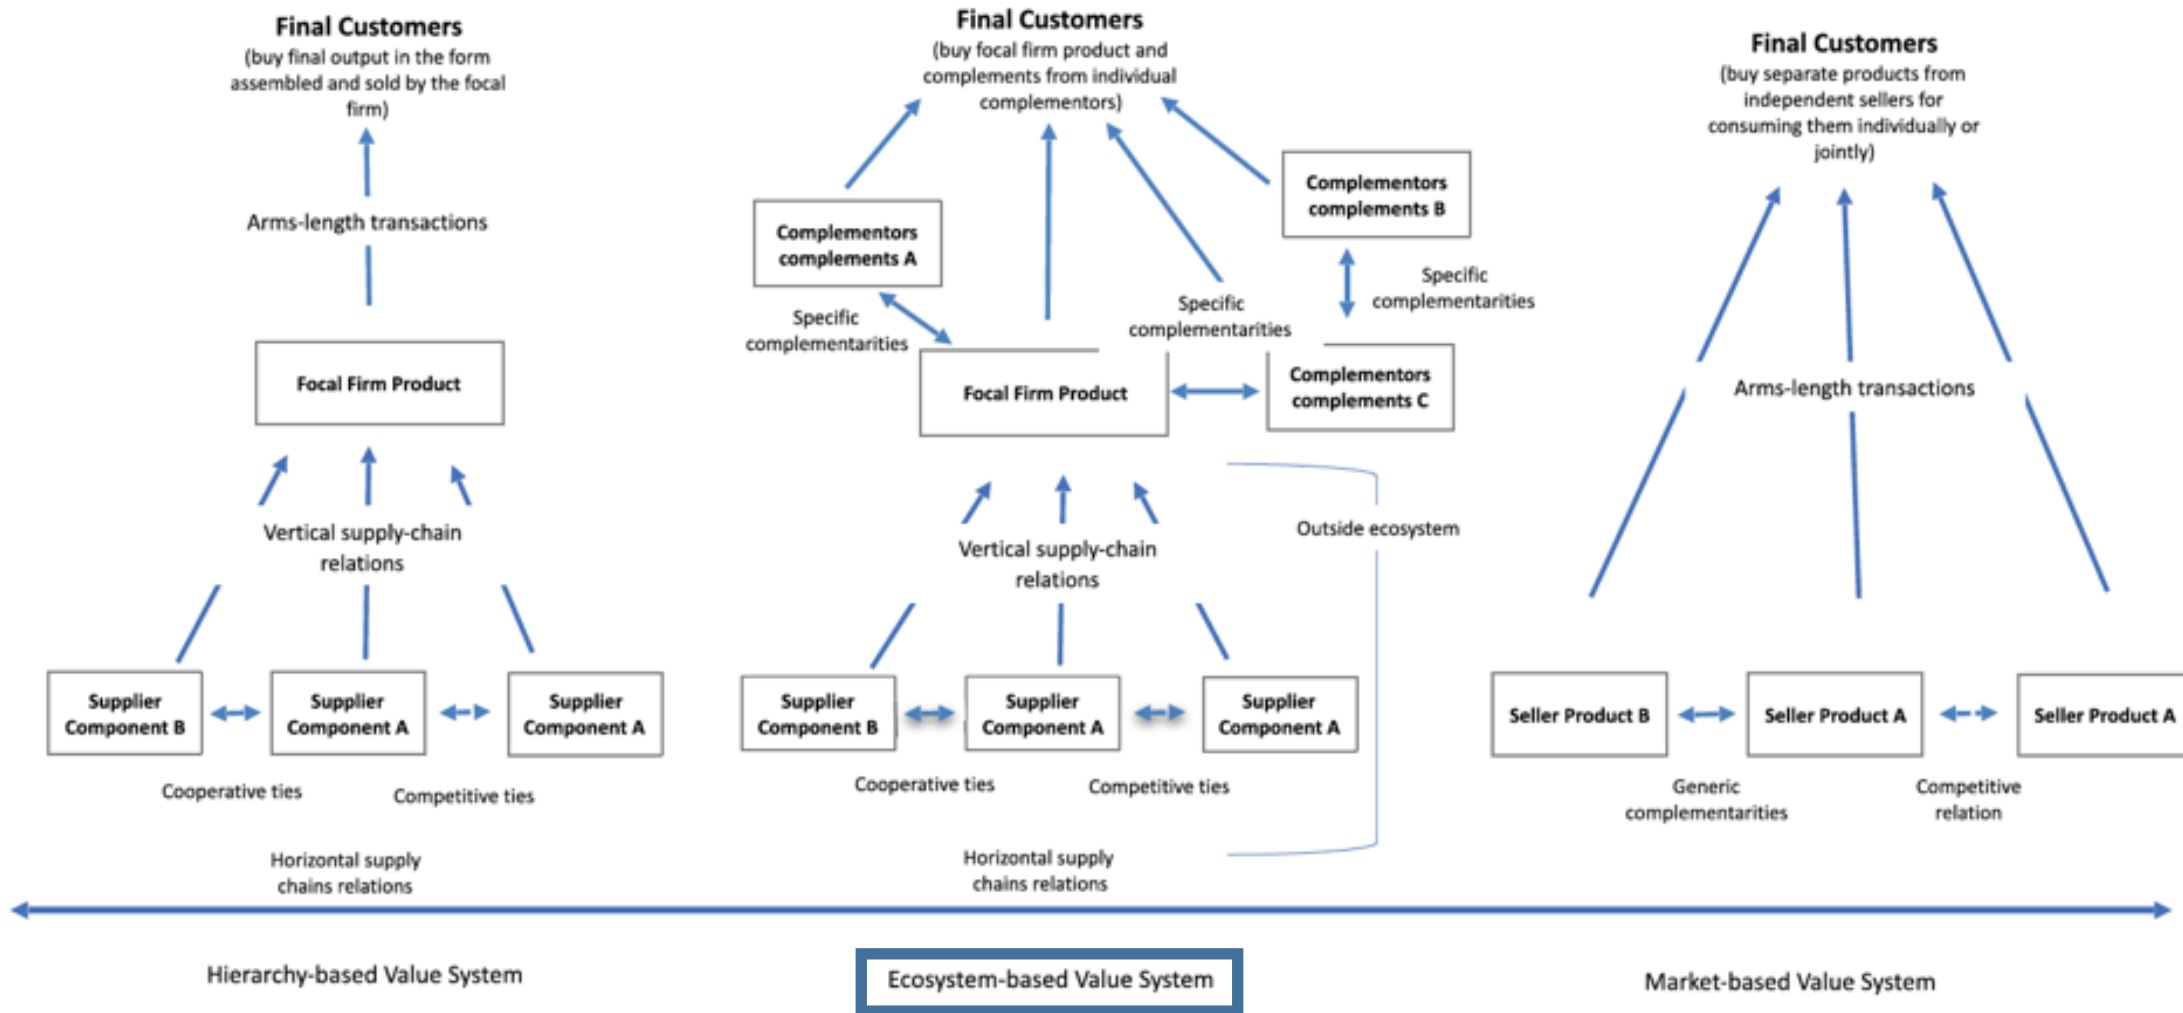 Final Customers
(buy final output in the form
assembled and sold by the focal
firm)
Arms-length transactions
Focal Firm Product
Vertical supply-chain
relations
Supplier
Component B
Supplier
Component A
Supplier
Component A
Cooperative ties
Competitive ties
Horizontal supply
chains relations
Hierarchy-based Value System
Final Customers
(buy focal firm product and
complements from individual
complementors)
Complementors
complements A
Complementors
complements B
Specific
complementarities
Specific
complementarities
Specific
complementarities
Focal Firm Product
Complementors
complements C
Outside ecosystem
Vertical supply-chain
relations
Supplier
Component B
Supplier
Component A
Supplier
Component A
Cooperative ties
Competitive ties
Horizontal supply
chains relations
Ecosystem-based Value System
Final Customers
(buy separate products from
independent sellers for
consuming them individually or
jointly)
Arms-length transactions
Seller Product B
Seller Product A
Seller Product A
Generic
complementarities
Competitive
relation
Market-based Value System